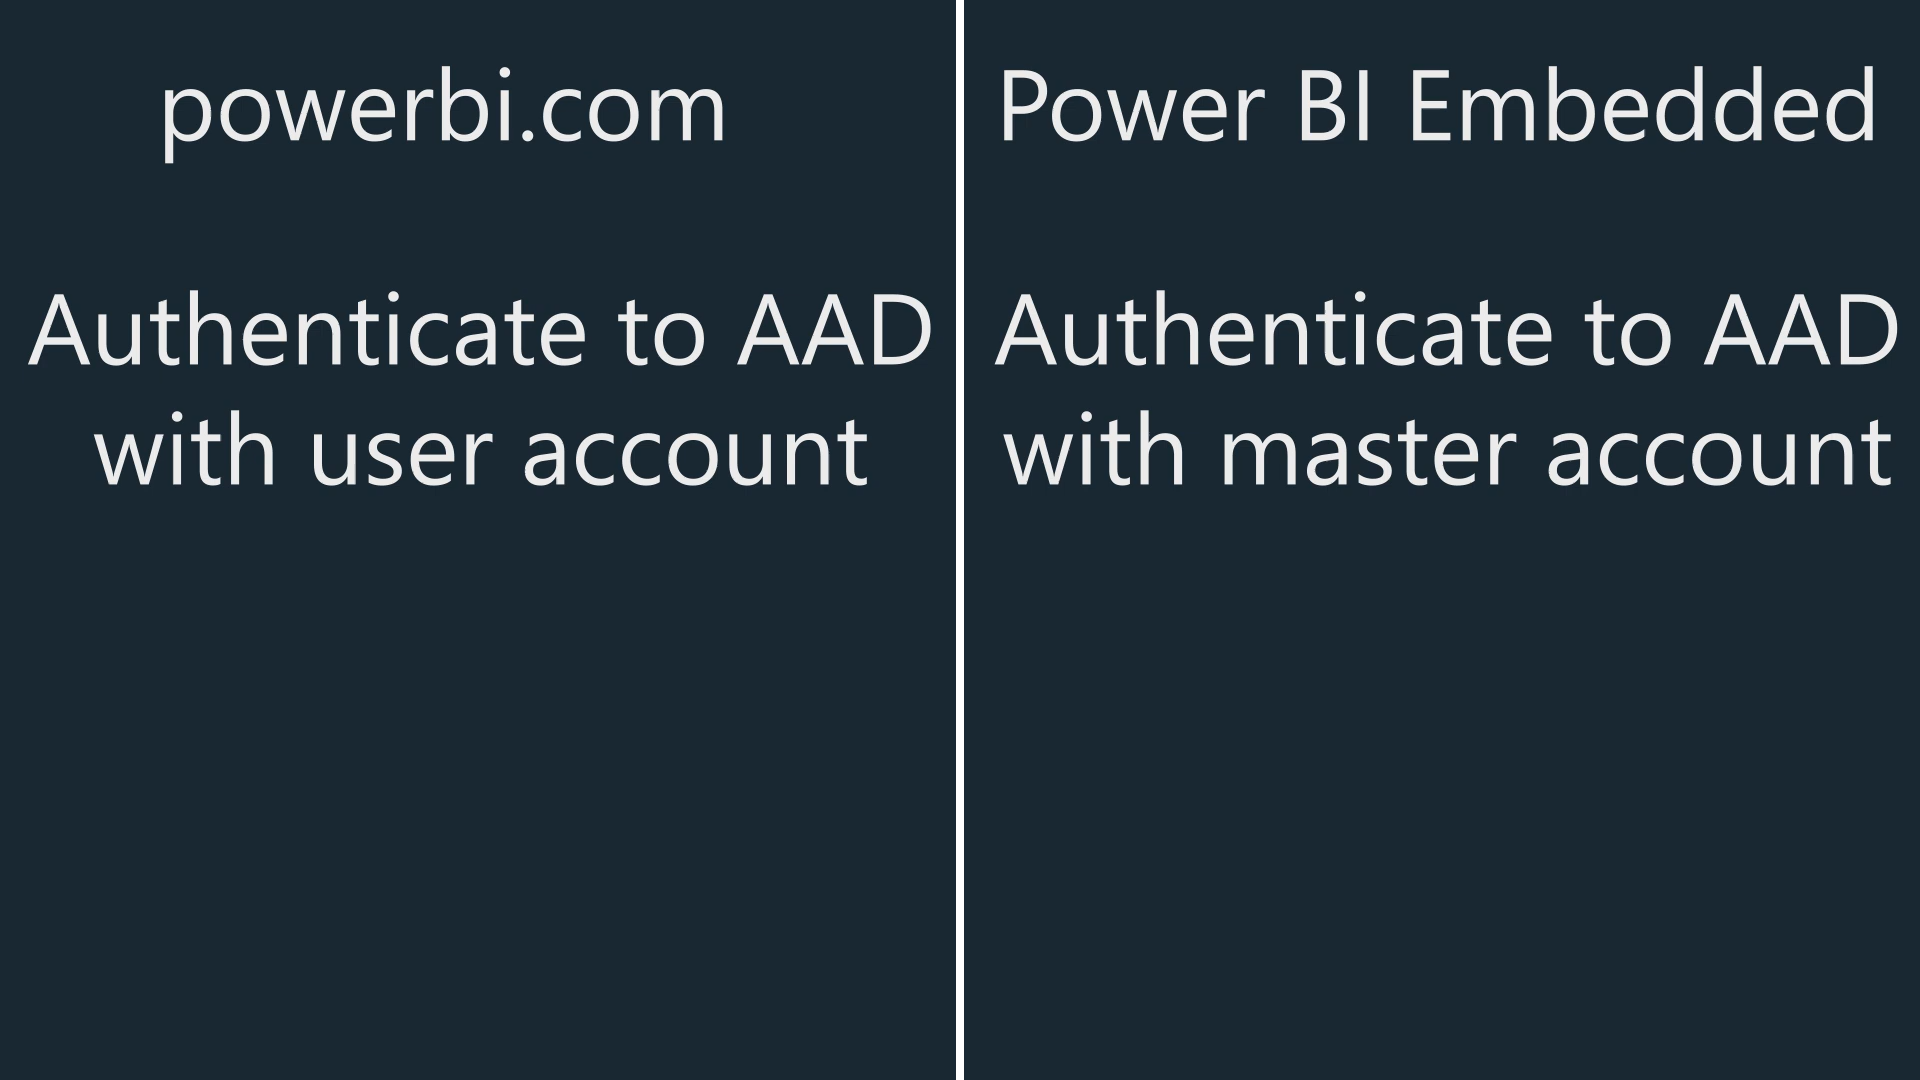 powerbi.com
Authenticate to AAD
with user account
Power BI Embedded
Authenticate to AAD
with master account